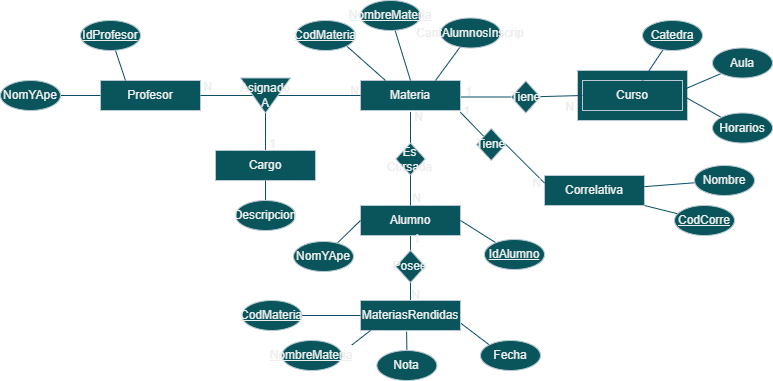 NombreMateria
IdProfesor
CodMateria
CantAlumnosInscrip
Catedra
Aula
NomYApe
Profesor
N
Asignado
A
N
Materia
1
Tiene
N
Curso
1
Horarios
N
Tiene
1
Es
Cursada
Cargo
N
Correlativa
Nombre
Descripcion
N
Alumno
CodCorre
NomYApe
1
IdAlumno
Posee
N
CodMateria
MateriasRendidas
NombreMateria
Nota
Fecha